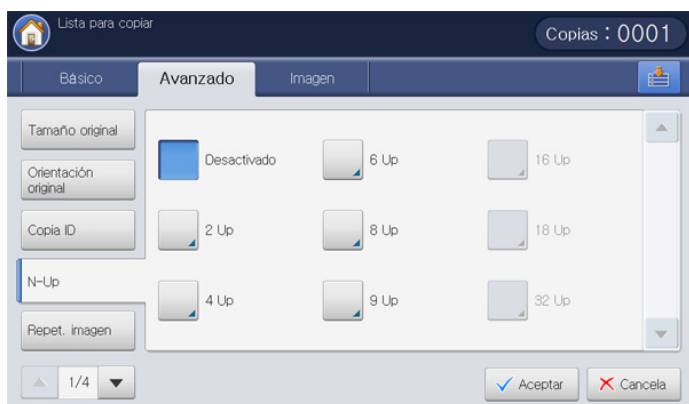 Lista para copiar
Copias : 0001
Básico
Avanzado
Imagen
Tamaño original
Orientación
original
Copia ID
N-Up
Repet. imagen
1/4
Desactivado
6 Up
16 Up
2 Up
8 Up
18 Up
4 Up
9 Up
32 Up
Aceptar
Cancela